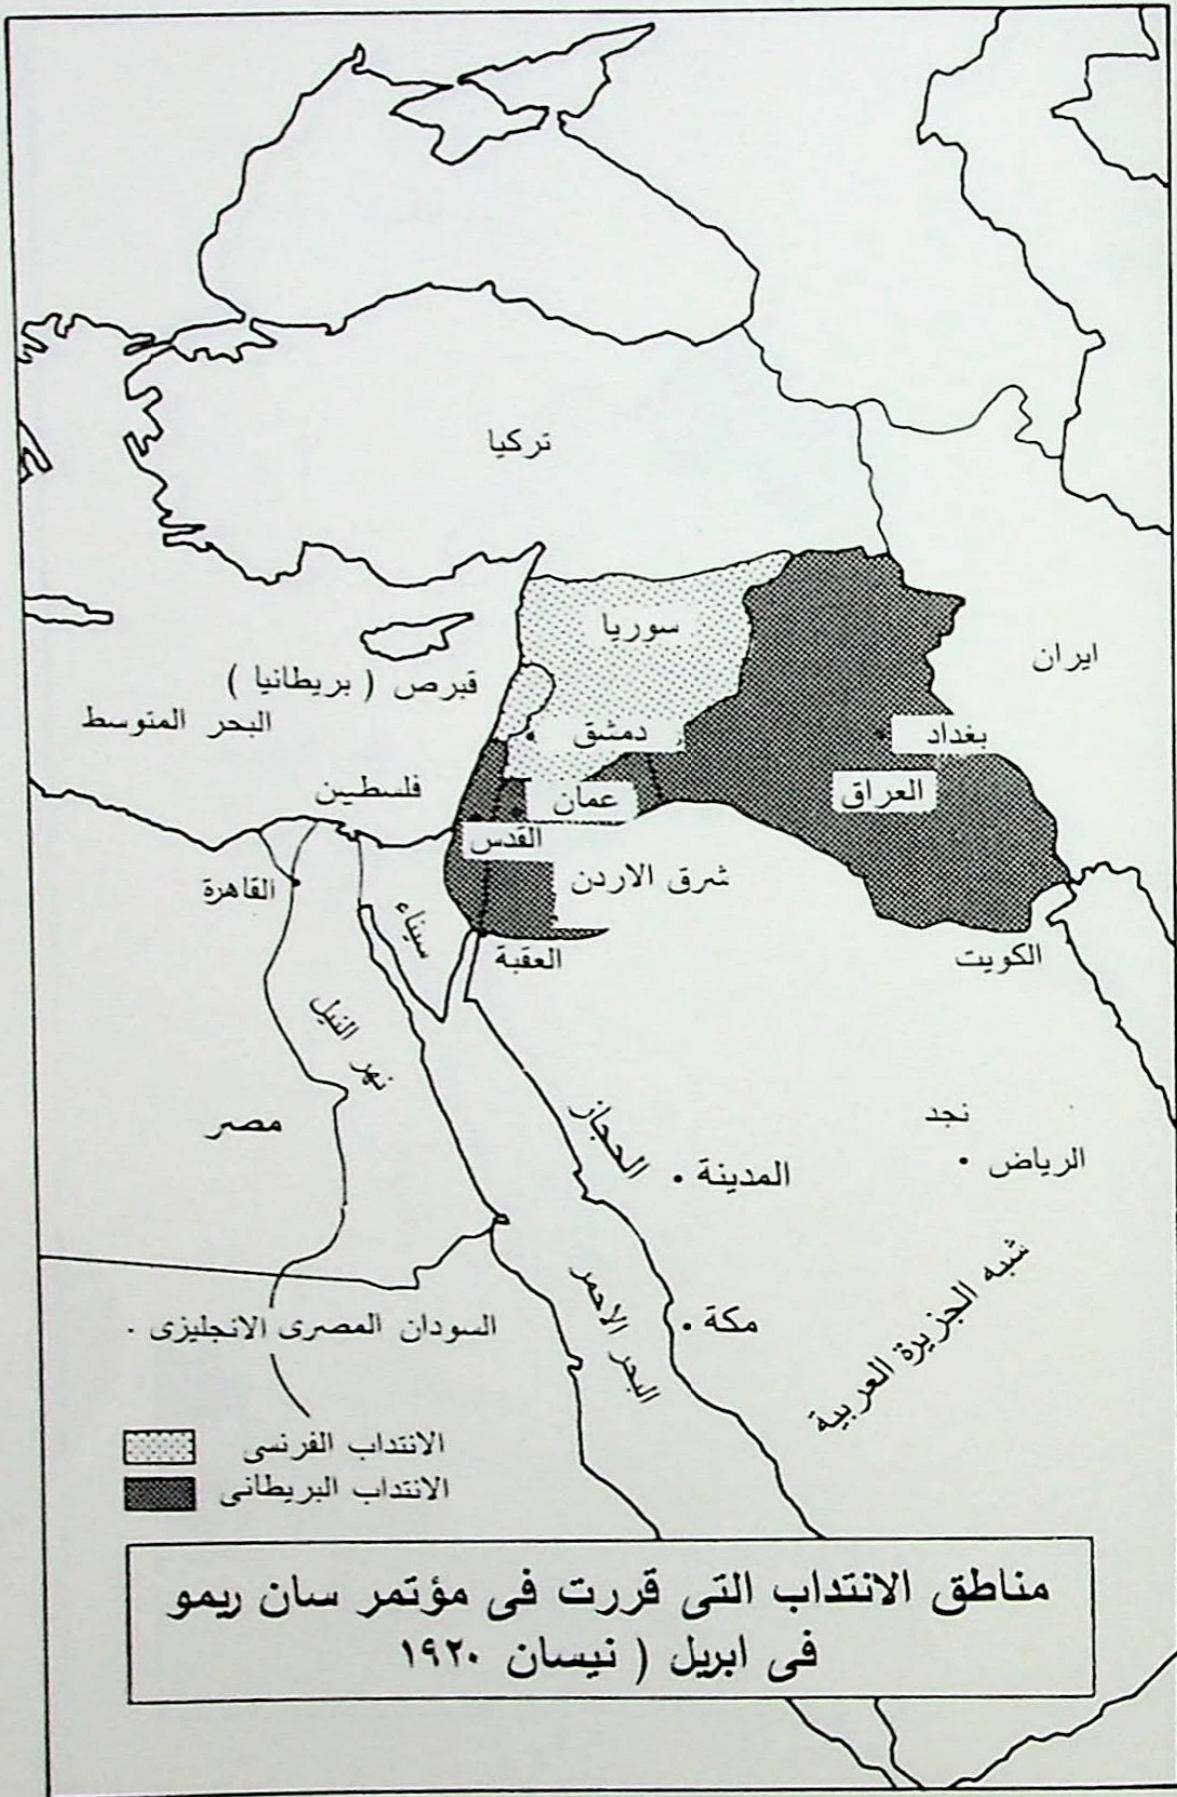 تركيا
سوريا
ايران
قبرص ( بريطانيا )
البحر المتوسط
دمشق
بغداد
فلسطين
عمان
العراق
القدس
شرق الاردن
القاهرة
سيناء
العقبة
الكويت
نهر النيل
مصر
الحجاز
المدينة
نجد
الرياض
شبه الجزيرة العربية
مكة
البحر الاحمر
السودان المصرى الانجليزى .
الانتداب الفرنسى
الانتداب البريطانى
مناطق الانتداب التى قررت فى مؤتمر سان ريمو
فى ابريل ( نيسان ١٩٢٠